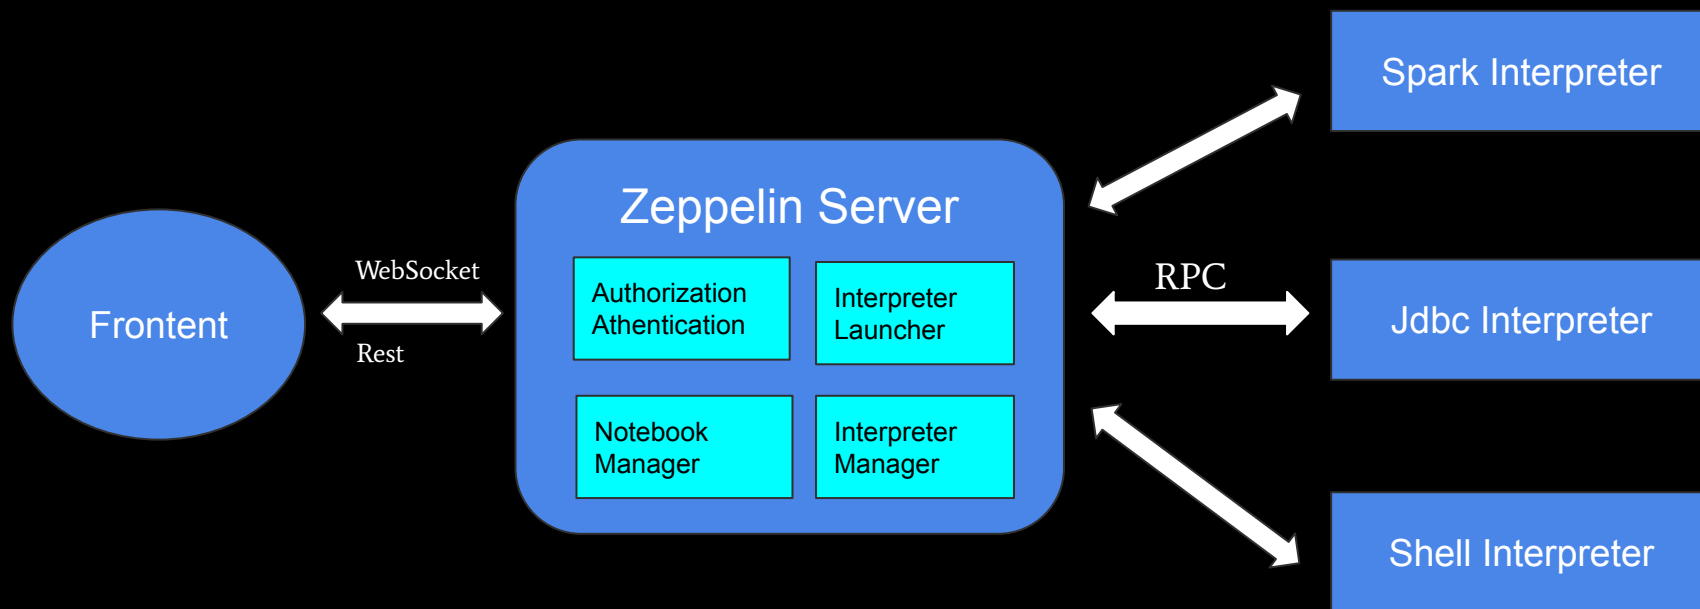 Frontent
WebSocket
Rest
Zeppelin Server
Authorization
Athentication
Interpreter
Launcher
Notebook
Manager
Interpreter
Manager
RPC
Spark Interpreter
Jdbc Interpreter
Shell Interpreter